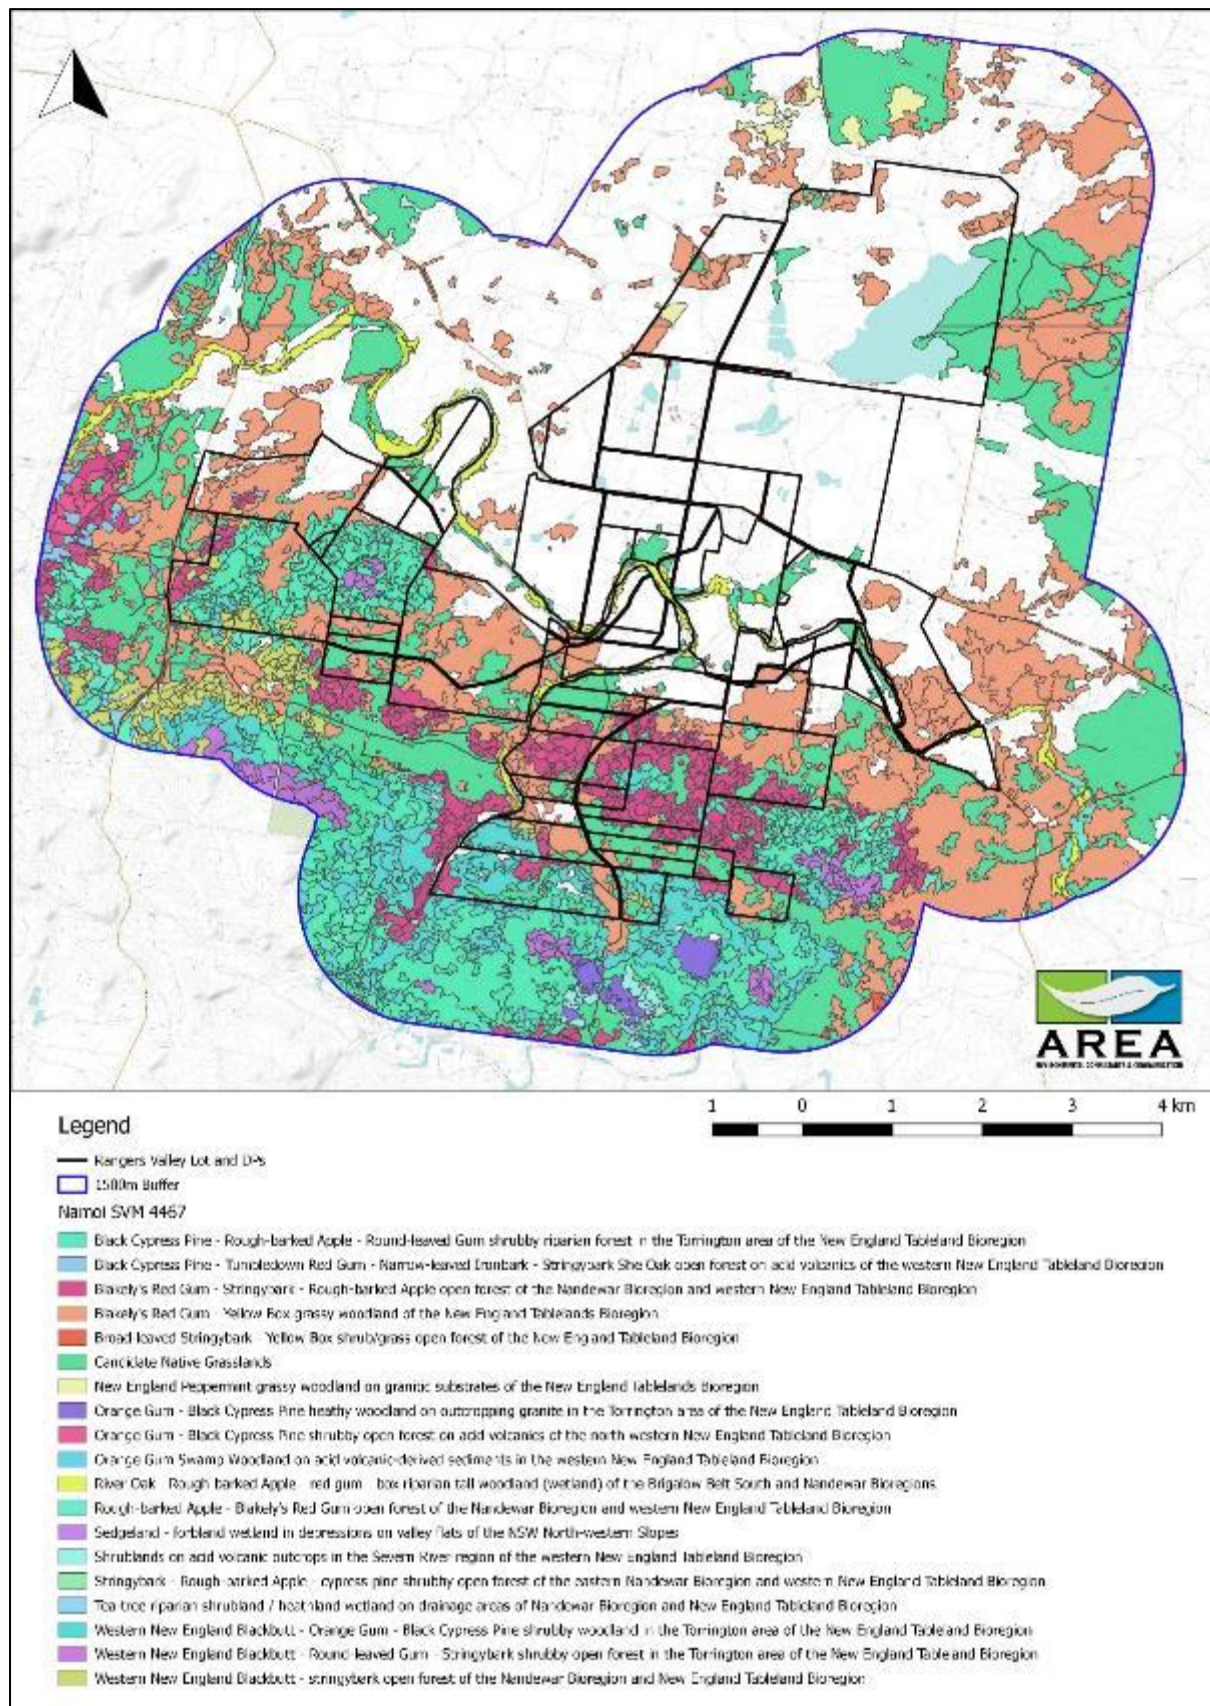 AREA
ENVIRONMENTAL CONSULTANTS & COMMUNICATION
1 0 1 2 3 4 km
Legend
Rangers Valley Lot and DPs
1500m Buffer
Namoi SVM 4467
Black Cypress Pine - Rough-barked Apple - Round-leaved Gum shrubby riparian forest in the Torrington area of the New England Tableland Bioregion
Black Cypress Pine - Tumbledown Red Gum - Narrow-leaved Ironbark - Stringybark She Oak open forest on acid volcanics of the western New England Tableland Bioregion
Blakely's Red Gum - Stringybark - Rough-barked Apple open forest of the Nandewar Bioregion and western New England Tableland Bioregion
Blakely's Red Gum - Yellow Box grassy woodland of the New England Tablelands Bioregion
Broad-leaved Stringybark - Yellow Box shrub/grass open forest of the New England Tableland Bioregion
Candidate Native Grasslands
New England Peppermint grassy woodland on granitic substrates of the New England Tablelands Bioregion
Orange Gum - Black Cypress Pine heathy woodland on outcropping granite in the Torrington area of the New England Tableland Bioregion
Orange Gum - Black Cypress Pine shrubby open forest on acid volcanics of the north western New England Tableland Bioregion
Orange Gum Swamp Woodland on acid volcanic-derived sediments in the western New England Tableland Bioregion
River Oak - Rough-barked Apple - red gum - box riparian tall woodland (wetland) of the Brigalow Belt South and Nandewar Bioregions
Rough-barked Apple - Blakely's Red Gum open forest of the Nandewar Bioregion and western New England Tableland Bioregion
Sedgeland - forbland wetland in depressions on valley flats of the NSW North-western Slopes
Shrublands on acid volcanic outcrops in the Severn River region of the western New England Tableland Bioregion
Stringybark - Rough-barked Apple - cypress pine shrubby open forest of the eastern Nandewar Bioregion and western New England Tableland Bioregion
Tea-tree riparian shrubland / heathland wetland on drainage areas of Nandewar Bioregion and New England Tableland Bioregion
Western New England Blackbutt - Orange Gum - Black Cypress Pine shrubby woodland in the Torrington area of the New England Tableland Bioregion
Western New England Blackbutt - Round-leaved Gum - Stringybark shrubby open forest in the Torrington area of the New England Tableland Bioregion
Western New England Blackbutt - stringybark open forest of the Nandewar Bioregion and New England Tableland Bioregion